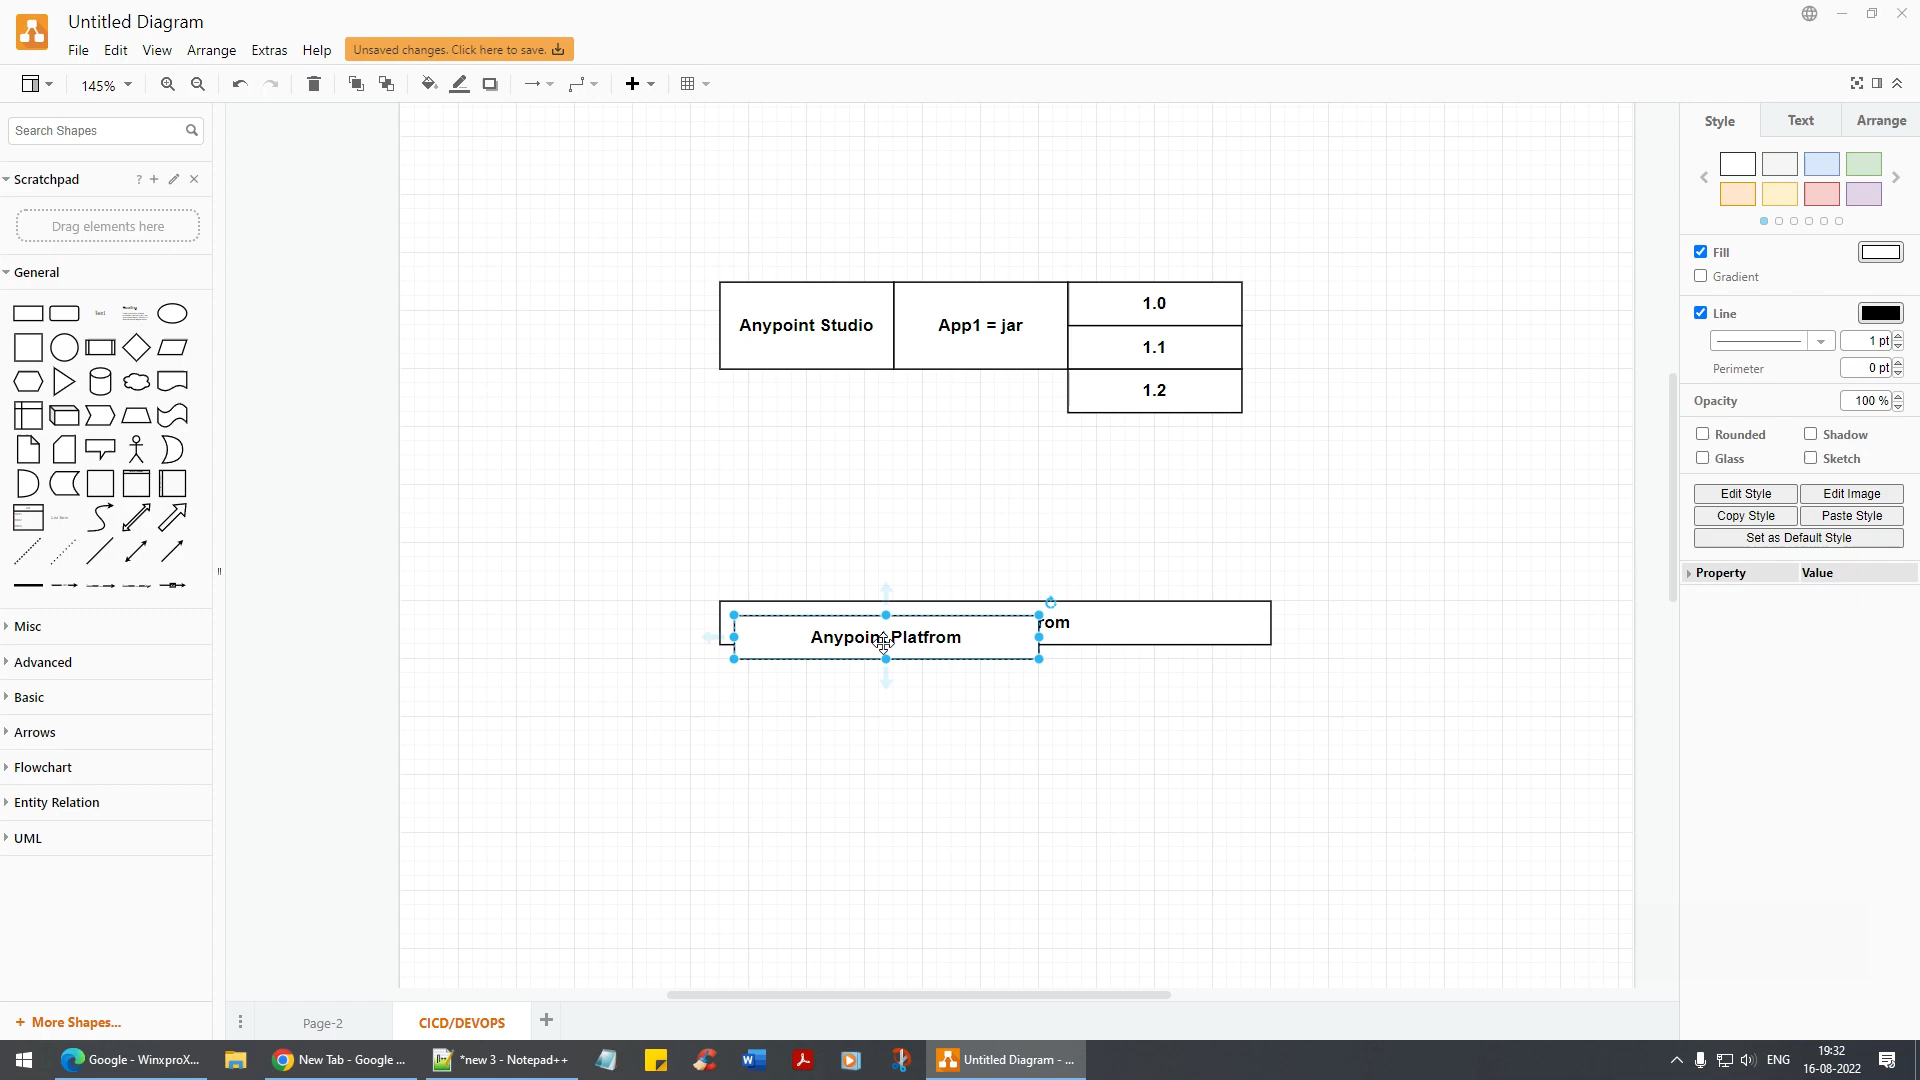 Untitled Diagram
File Edit View Arrange Extras Help Unsaved changes. Click here to save.
145%
Search Shapes
Scratchpad ?
Drag elements here
General
Text
Heading
Misc
Advanced
Basic
Arrows
Flowchart
Entity Relation
UML
+ More Shapes...
Anypoint Studio
App1 = jar
1.0
1.1
1.2
rom
Anypoint Platfrom
Style Text Arrange
Fill
Gradient
Line
1 pt
Perimeter 0 pt
Opacity 100 %
Rounded Shadow
Glass Sketch
Edit Style Edit Image
Copy Style Paste Style
Set as Default Style
Property Value
Page-2 CICD/DEVOPS
Google - WinxproX... New Tab - Google ... *new 3 - Notepad++ Untitled Diagram - ...
ENG
19:32
16-08-2022